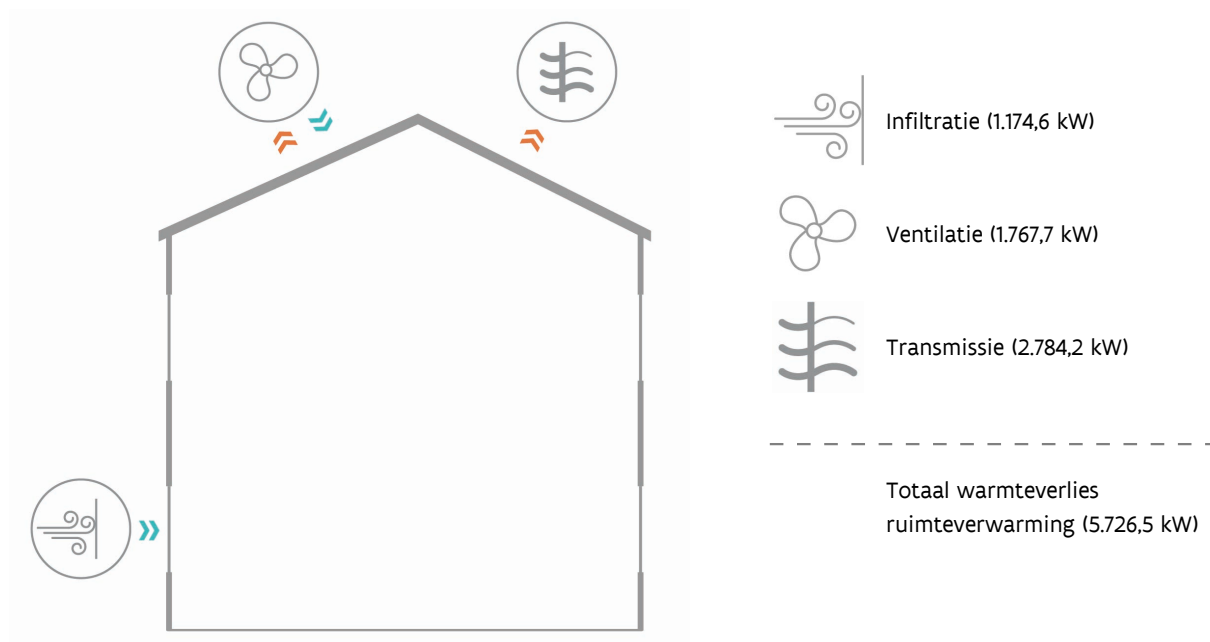 Infiltratie (1.174,6 kW)
Ventilatie (1.767,7 kW)
Transmissie (2.784,2 kW)
Totaal warmteverlies
ruimteverwarming (5.726,5 kW)